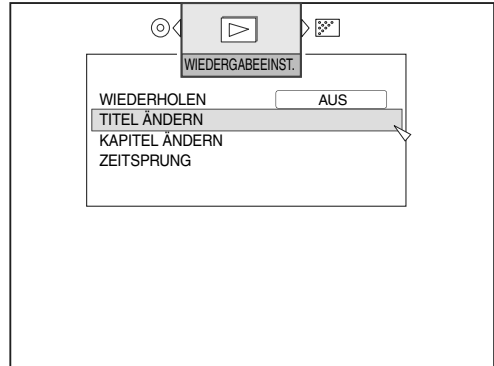 WIEDERGABEEINST.
WIEDERHOLEN AUS
TITEL ÄNDERN
KAPITEL ÄNDERN
ZEITSPRUNG